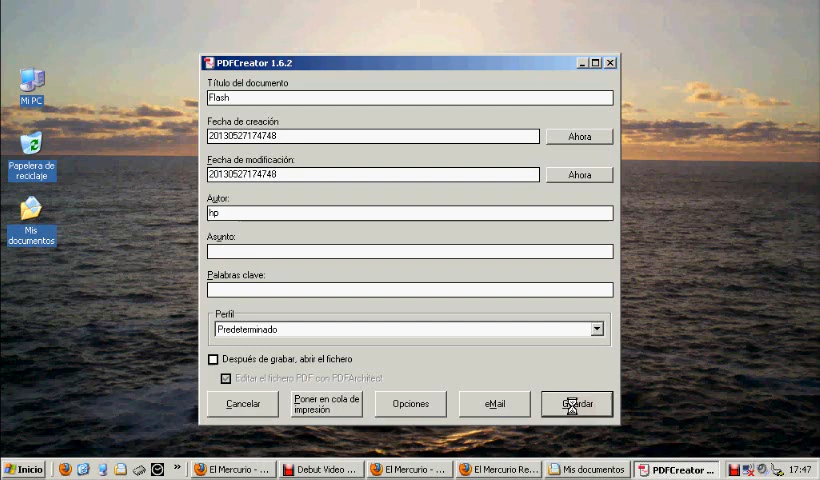 PDFCreator 1.6.2
Título del documento
Flash
Fecha de creación
20130527174748
Ahora
Fecha de modificación:
20130527174748
Ahora
Autor:
hp
Asunto:
Palabras clave:
Perfil
Predeterminado
Después de grabar, abrir el fichero
Editar el fichero PDF con PDFArchitect
Cancelar
Poner en cola de
impresión
Opciones
eMail
Guardar
Mi PC
Papelera de
reciclaje
Mis
documentos
Inicio
»
El Mercurio - ...
Debut Video ...
El Mercurio - ...
El Mercurio Re...
Mis documentos
PDFCreator ...
17:47